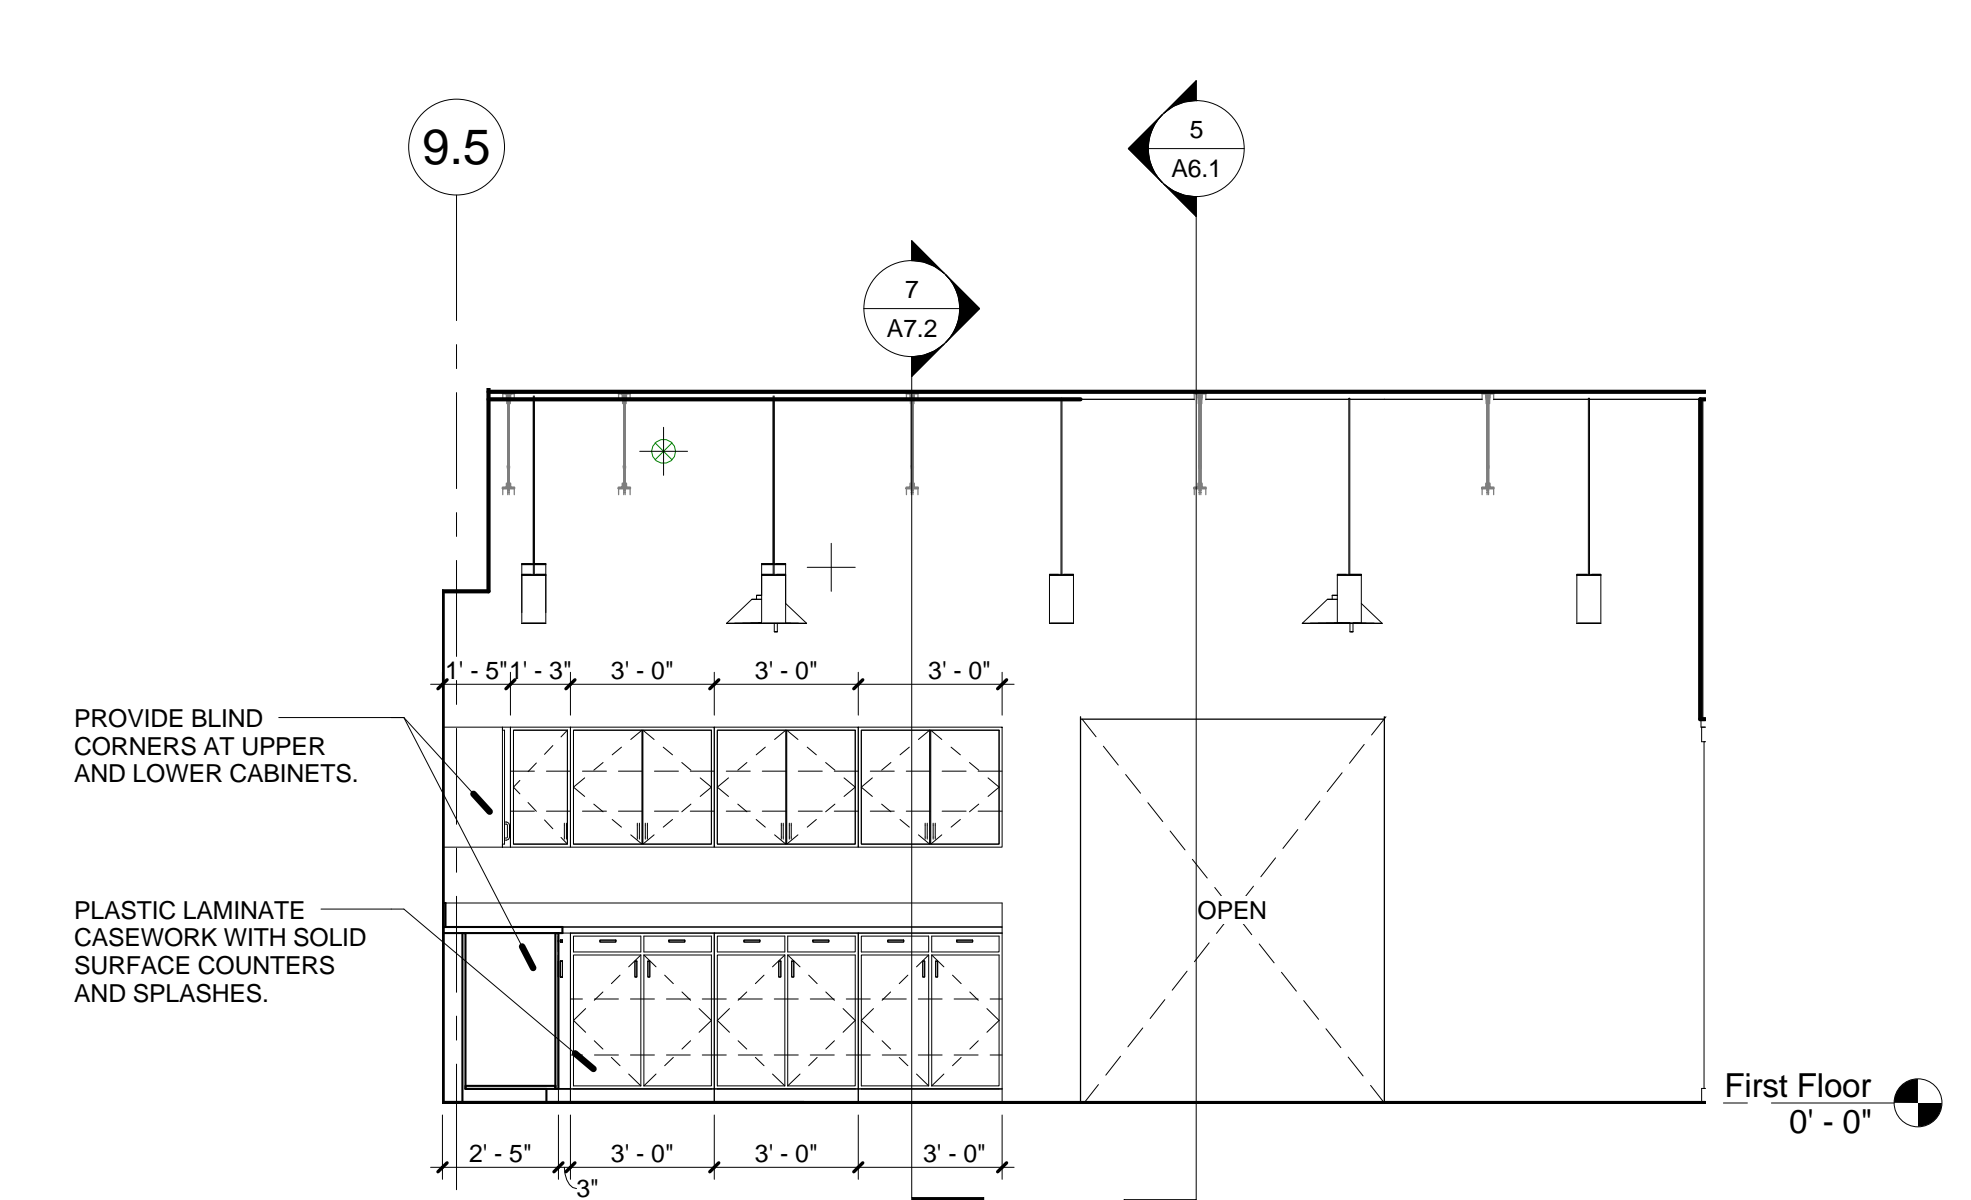 9.5
5
A6.1
7
A7.2
1' - 5" 1' - 3" 3' - 0" 3' - 0" 3' - 0"
PROVIDE BLIND
CORNERS AT UPPER
AND LOWER CABINETS.
PLASTIC LAMINATE
CASEWORK WITH SOLID
SURFACE COUNTERS
AND SPLASHES.
OPEN
First Floor
0' - 0"
2' - 5" 3' - 0" 3' - 0" 3' - 0"
3"